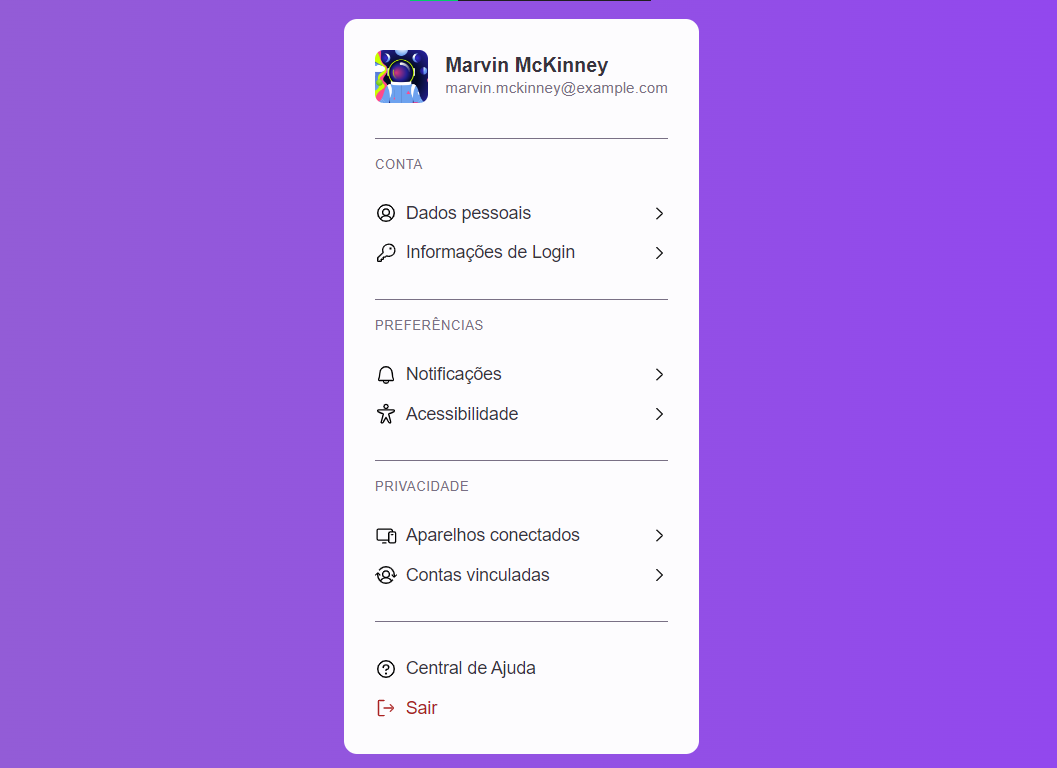 Marvin McKinney
marvin.mckinney@example.com
CONTA
Dados pessoais
Informações de Login
PREFERÊNCIAS
Notificações
Acessibilidade
PRIVACIDADE
Aparelhos conectados
Contas vinculadas
Central de Ajuda
Sair